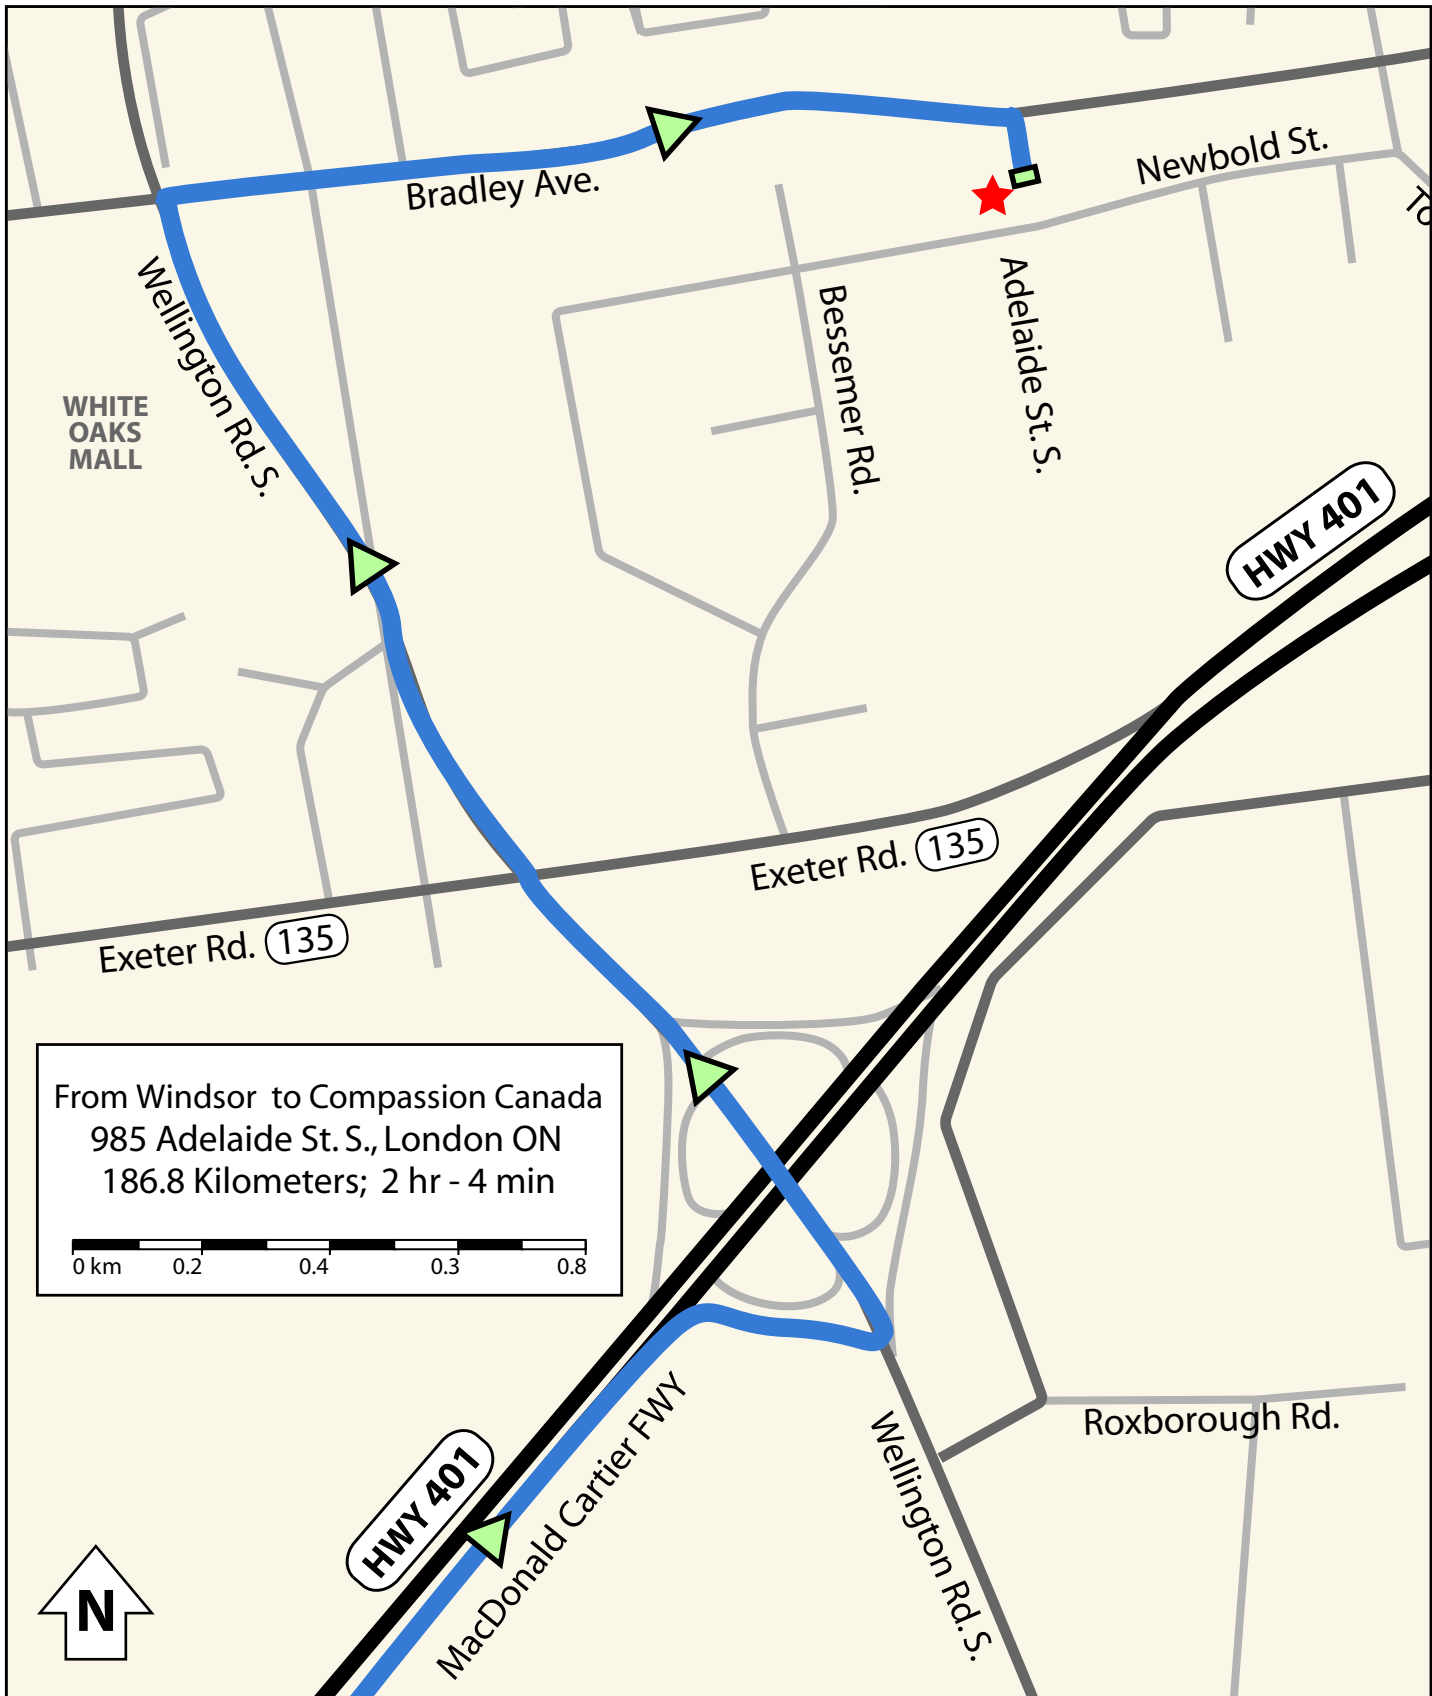 Bradley Ave.
Newbold St.
To
Wellington Rd. S.
Bessemer Rd.
Adelaide St. S.
WHITE
OAKS
MALL
HWY 401
Exeter Rd. 135
Exeter Rd. 135
From Windsor to Compassion Canada
985 Adelaide St. S., London ON
186.8 Kilometers; 2 hr - 4 min
0 km 0.2 0.4 0.3 0.8
Roxborough Rd.
HWY 401
MacDonald Cartier FWY
Wellington Rd. S.
N